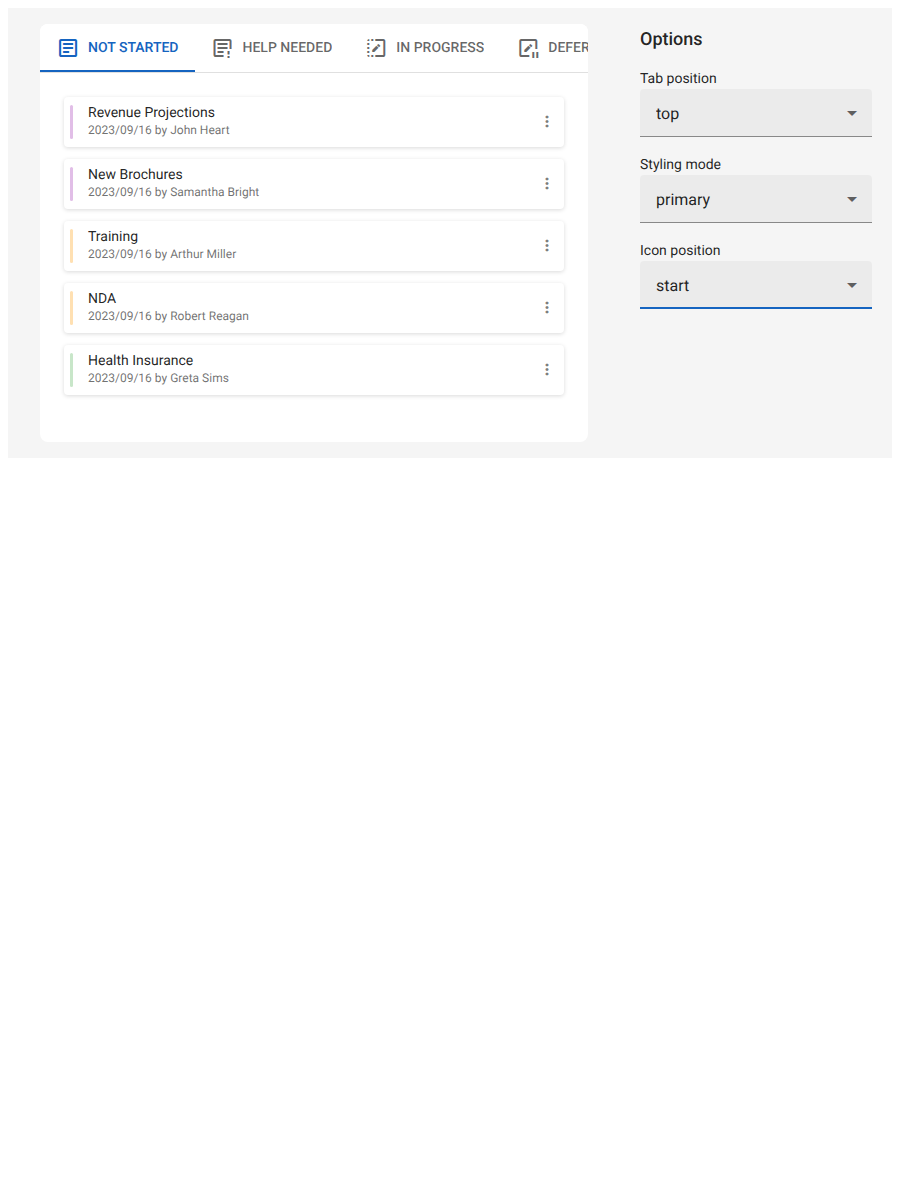 NOT STARTED HELP NEEDED IN PROGRESS DEFER
Revenue Projections
2023/09/16 by John Heart
New Brochures
2023/09/16 by Samantha Bright
Training
2023/09/16 by Arthur Miller
NDA
2023/09/16 by Robert Reagan
Health Insurance
2023/09/16 by Greta Sims
Options
Tab position
top
Styling mode
primary
Icon position
start